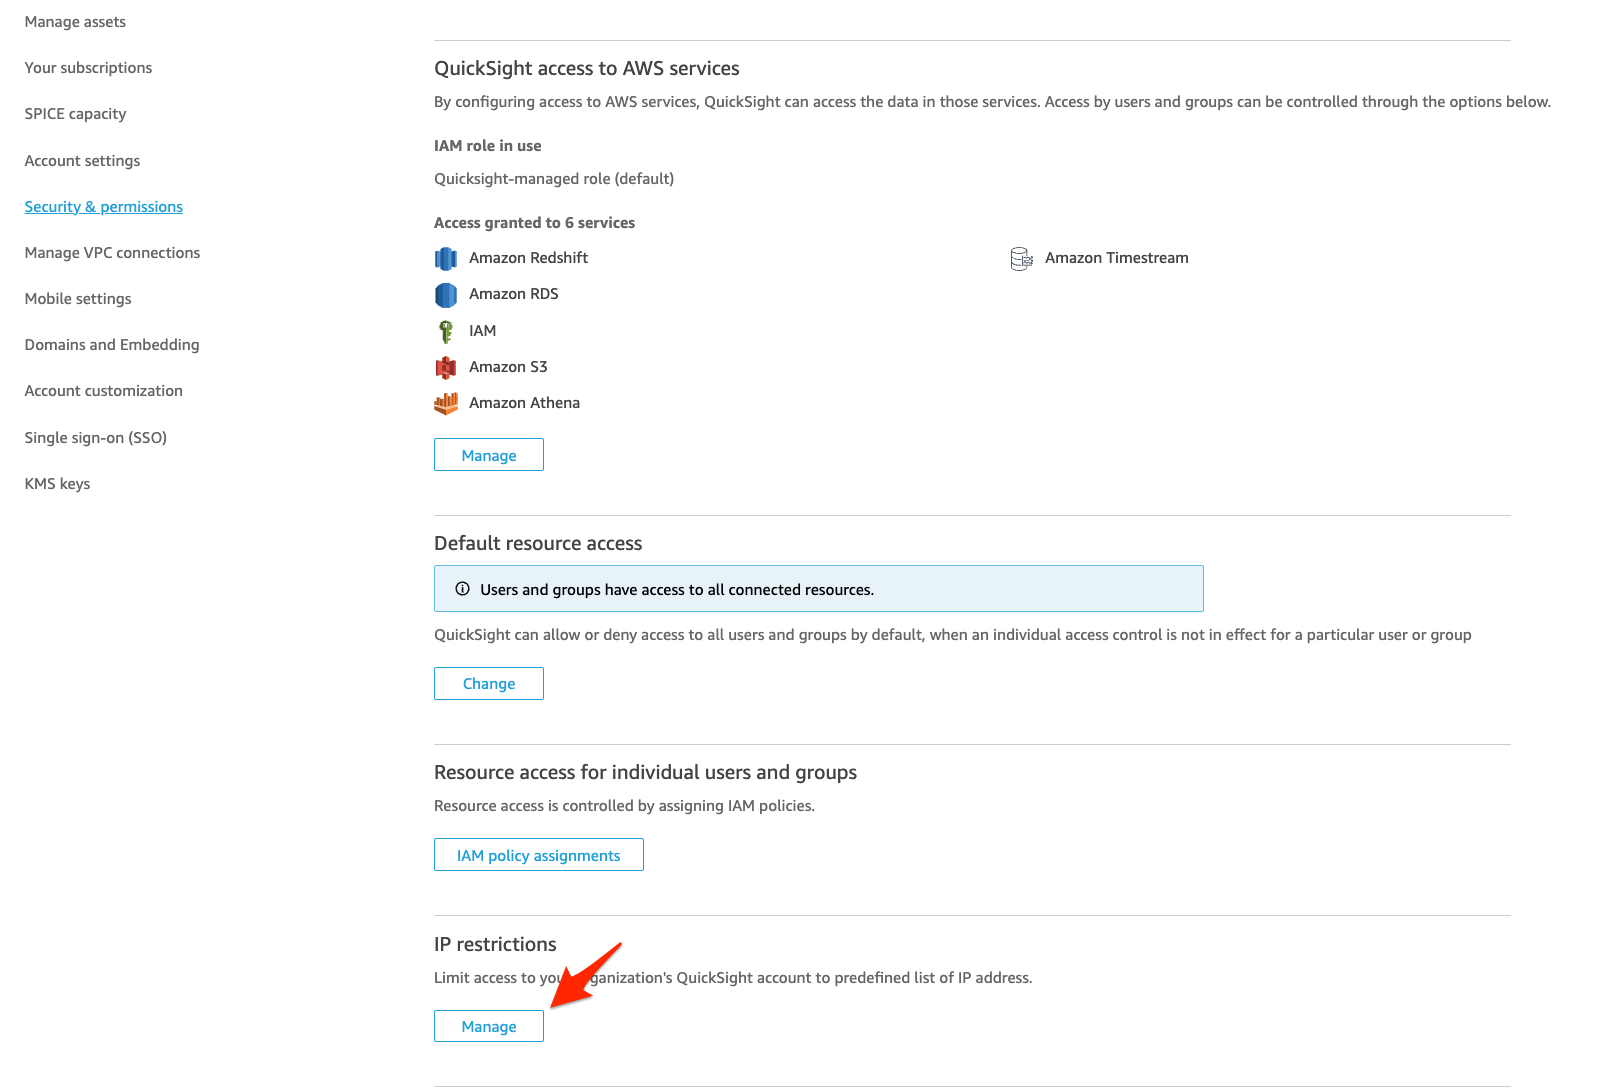 Manage assets
Your subscriptions
SPICE capacity
Account settings
Security & permissions
Manage VPC connections
Mobile settings
Domains and Embedding
Account customization
Single sign-on (SSO)
KMS keys
QuickSight access to AWS services
By configuring access to AWS services, QuickSight can access the data in those services. Access by users and groups can be controlled through the options below.
IAM role in use
Quicksight-managed role (default)
Access granted to 6 services
Amazon Redshift
Amazon RDS
IAM
Amazon S3
Amazon Athena
Amazon Timestream
Manage
Default resource access
Users and groups have access to all connected resources.
QuickSight can allow or deny access to all users and groups by default, when an individual access control is not in effect for a particular user or group
Change
Resource access for individual users and groups
Resource access is controlled by assigning IAM policies.
IAM policy assignments
IP restrictions
Limit access to your organization's QuickSight account to predefined list of IP address.
Manage